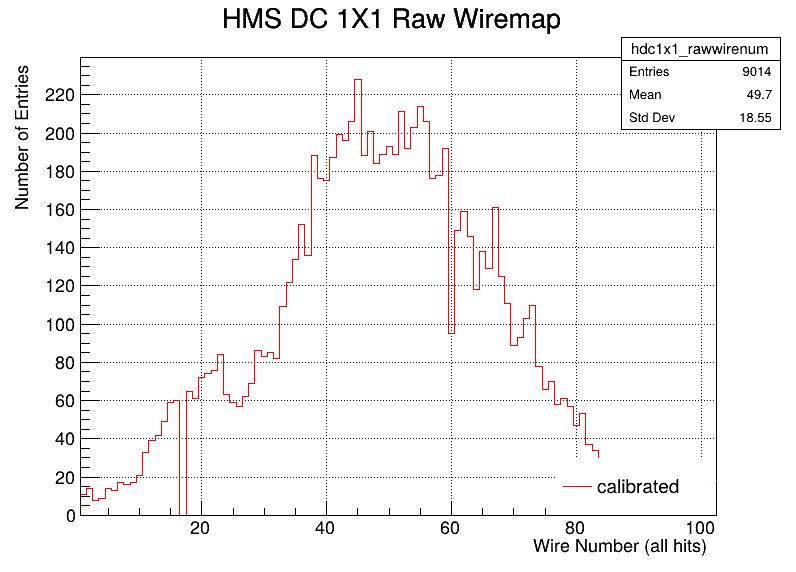 HMS DC 1X1 Raw Wiremap
hdc1x1_rawwirenum
Entries 9014
Mean 49.7
Std Dev 18.55
Number of Entries
220
200
180
160
140
120
100
80
60
40
20
0
20 40 60 80 100
calibrated
Wire Number (all hits)